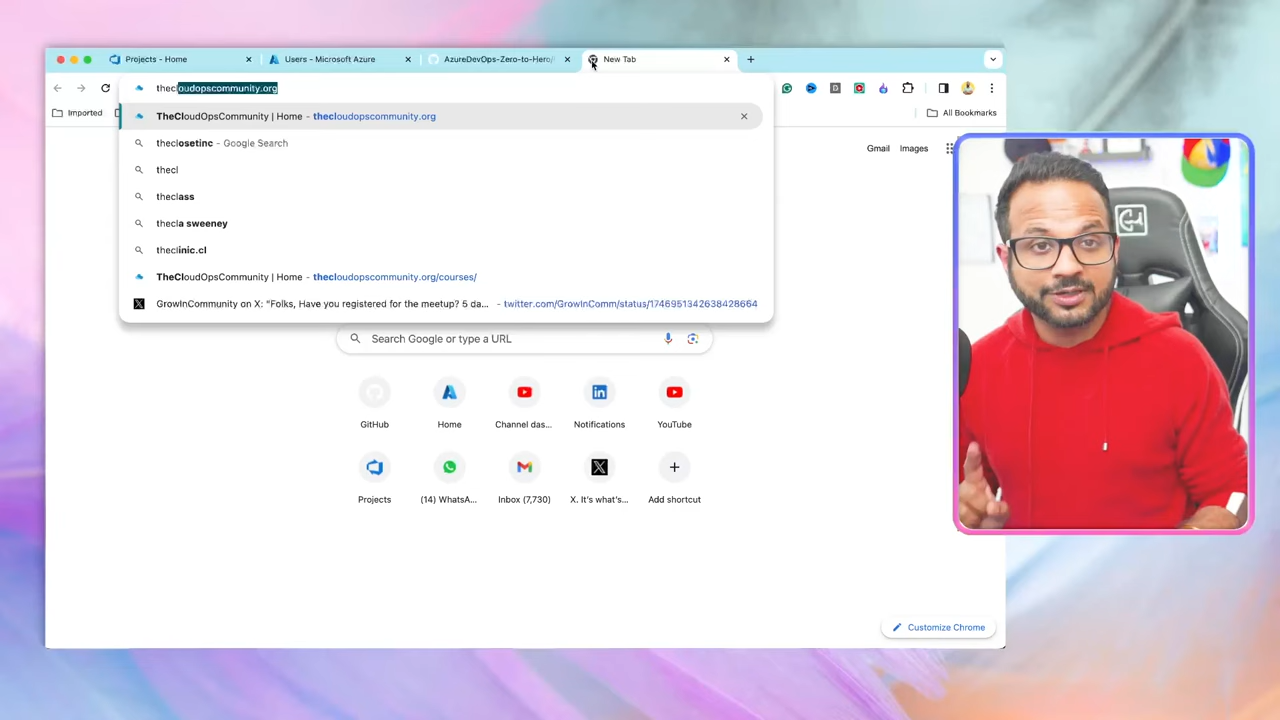 Projects - Home
Users - Microsoft Azure
AzureDevOps-Zero-to-Hero/
New Tab
thecloudopscommunity.org
Imported
All Bookmarks
TheCloudOpsCommunity | Home - thecloudopscommunity.org
theclosetinc - Google Search
thecl
theclass
thecla sweeney
theclinic.cl
TheCloudOpsCommunity | Home - thecloudopscommunity.org/courses/
GrowInCommunity on X: "Folks, Have you registered for the meetup? 5 da... - twitter.com/GrowInComm/status/1746951342638428664
Gmail Images
Search Google or type a URL
GitHub
Home
Channel das...
Notifications
YouTube
Projects
(14) WhatsA...
Inbox (7,730)
X. It's what's...
Add shortcut
Customize Chrome